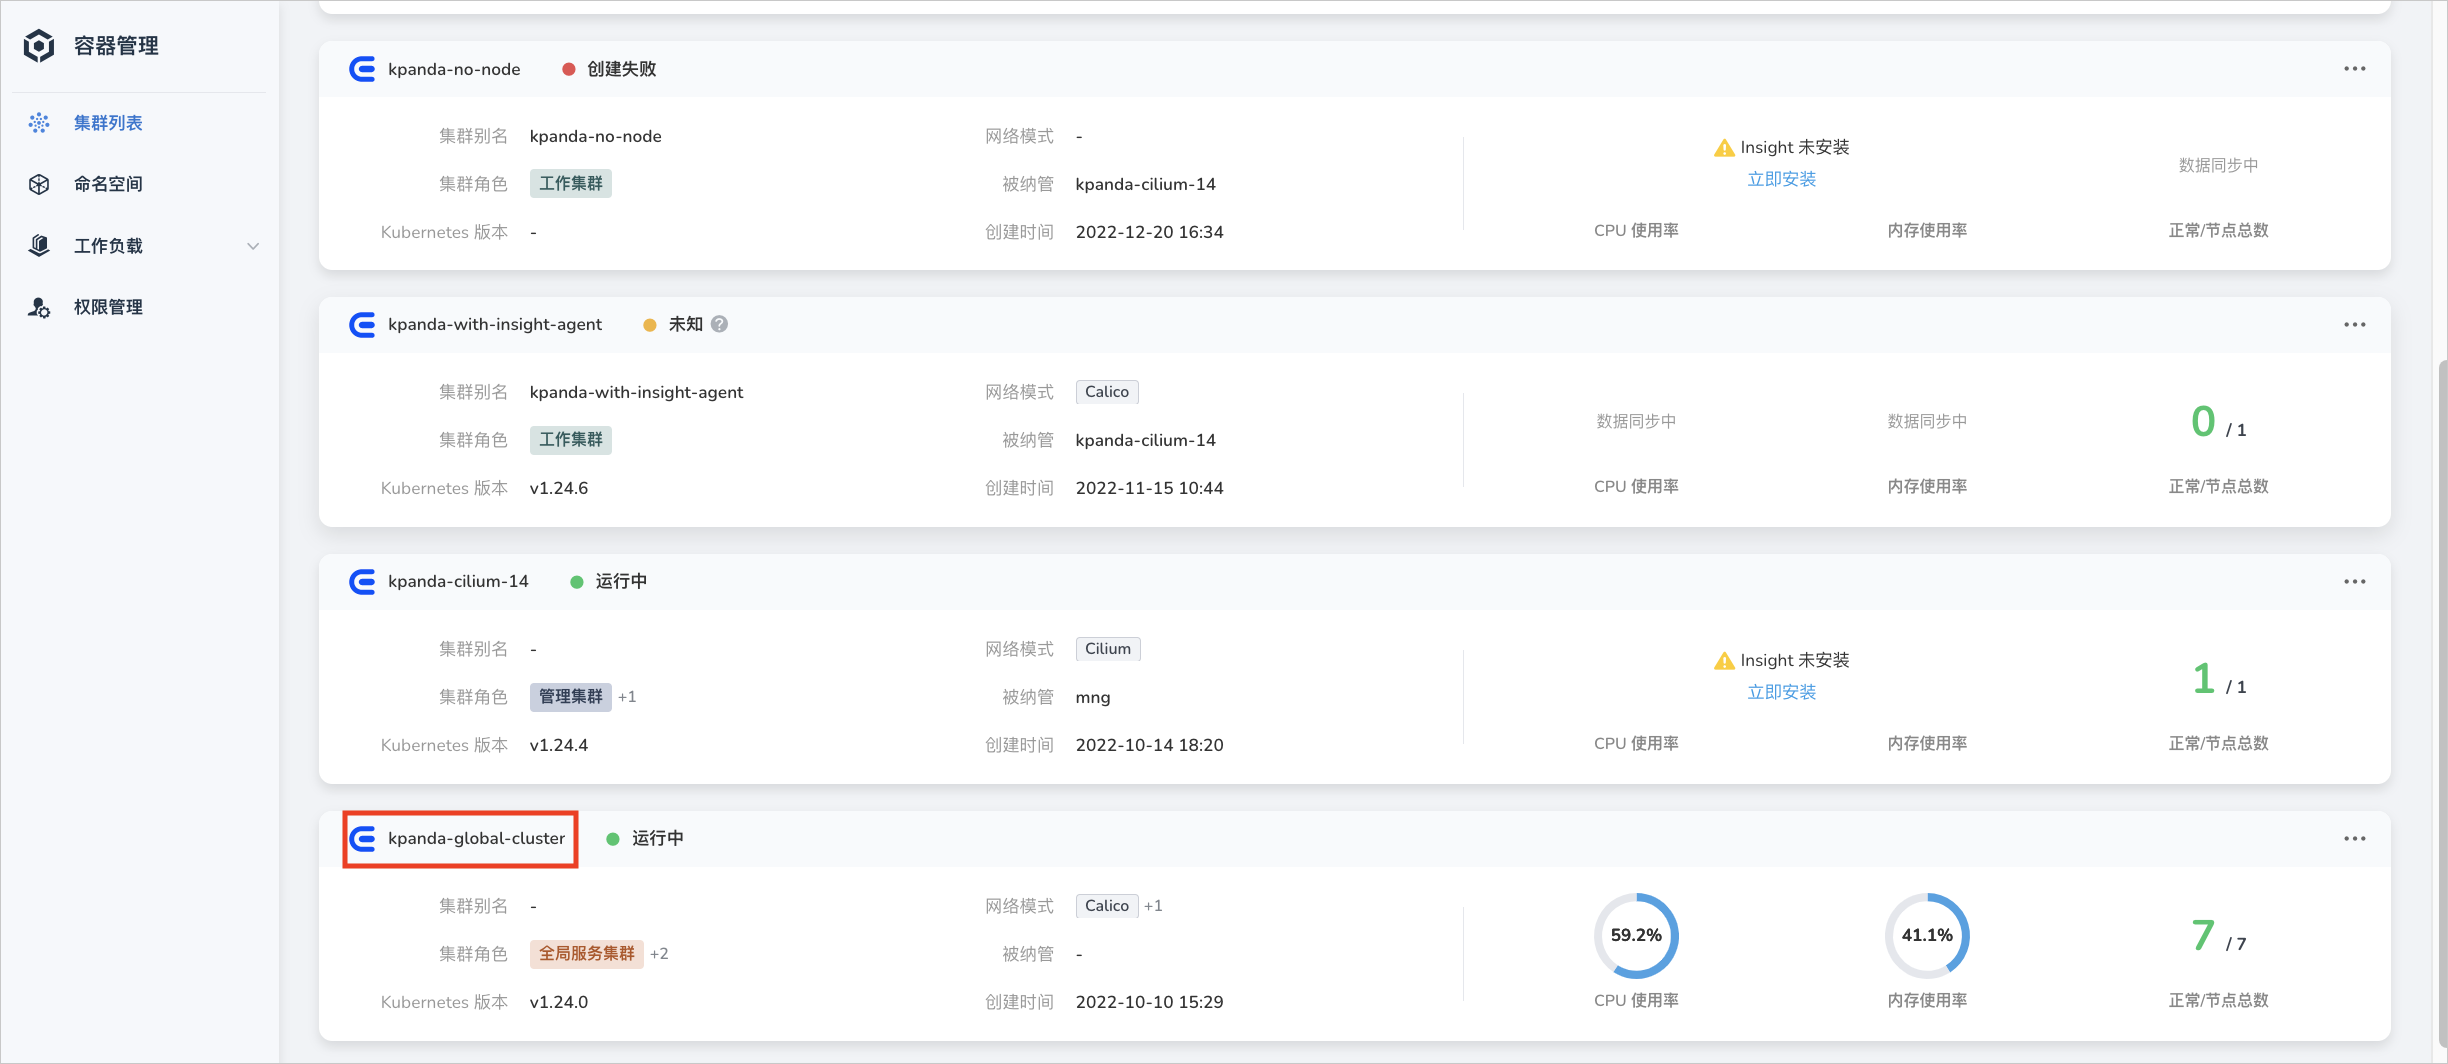 容器管理
集群列表
命名空间
工作负载
权限管理
kpanda-no-node 创建失败
集群别名 kpanda-no-node 网络模式 -
集群角色 工作集群 被纳管 kpanda-cilium-14
Kubernetes 版本 - 创建时间 2022-12-20 16:34
Insight 未安装
立即安装
数据同步中
CPU 使用率 内存使用率 正常/节点总数
kpanda-with-insight-agent 未知 ?
集群别名 kpanda-with-insight-agent 网络模式 Calico
集群角色 工作集群 被纳管 kpanda-cilium-14
Kubernetes 版本 v1.24.6 创建时间 2022-11-15 10:44
数据同步中 数据同步中 0 / 1
CPU 使用率 内存使用率 正常/节点总数
kpanda-cilium-14 运行中
集群别名 - 网络模式 Cilium
集群角色 管理集群 +1 被纳管 mng
Kubernetes 版本 v1.24.4 创建时间 2022-10-14 18:20
Insight 未安装
立即安装
1 / 1
CPU 使用率 内存使用率 正常/节点总数
kpanda-global-cluster 运行中
集群别名 - 网络模式 Calico +1
集群角色 全局服务集群 +2 被纳管 -
Kubernetes 版本 v1.24.0 创建时间 2022-10-10 15:29
59.2% 41.1% 7 / 7
CPU 使用率 内存使用率 正常/节点总数